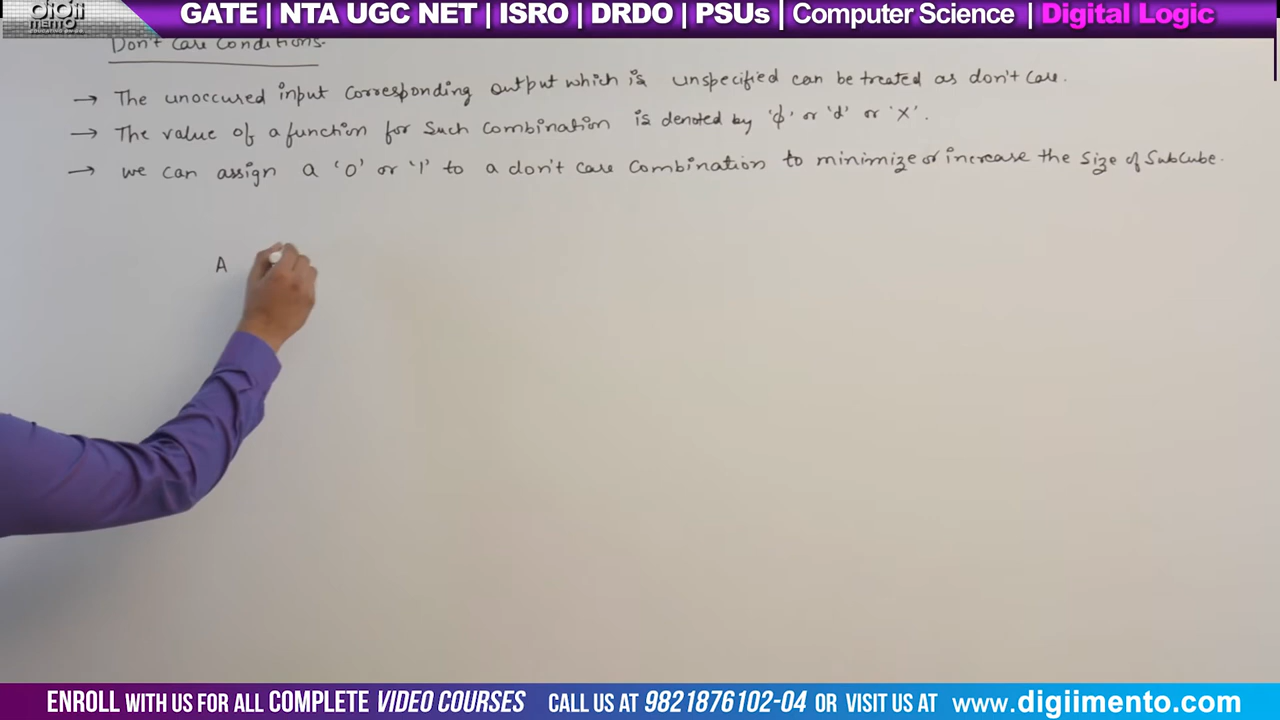 digii
mento
EDUCATING DIGI...
GATE | NTA UGC NET | ISRO | DRDO | PSUs | Computer Science | Digital Logic
Don't Care Conditions.
→ The unoccured input corresponding output which is unspecified can be treated as don't care.
→ The value of a function for such combination is denoted by 'ϕ' or 'd' or 'X'.
→ we can assign a '0' or '1' to a don't care combination to minimize or increase the size of subcube.
A
ENROLL WITH US FOR ALL COMPLETE VIDEO COURSES CALL US AT 9821876102-04 OR VISIT US AT www.digiimento.com